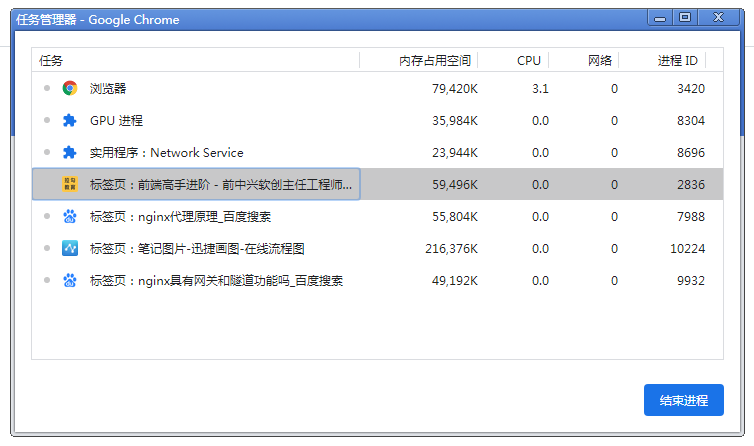 任务管理器 - Google Chrome
任务 内存占用空间 CPU 网络 进程 ID
浏览器 79,420K 3.1 0 3420
GPU 进程 35,984K 0.0 0 8304
实用程序：Network Service 23,944K 0.0 0 8696
拉勾教育 标签页：前端高手进阶 - 前中兴软创主任工程师... 59,496K 0.0 0 2836
标签页：nginx代理原理_百度搜索 55,804K 0.0 0 7988
标签页：笔记图片-迅捷画图-在线流程图 216,376K 0.0 0 10224
标签页：nginx具有网关和隧道功能吗_百度搜索 49,192K 0.0 0 9932
结束进程